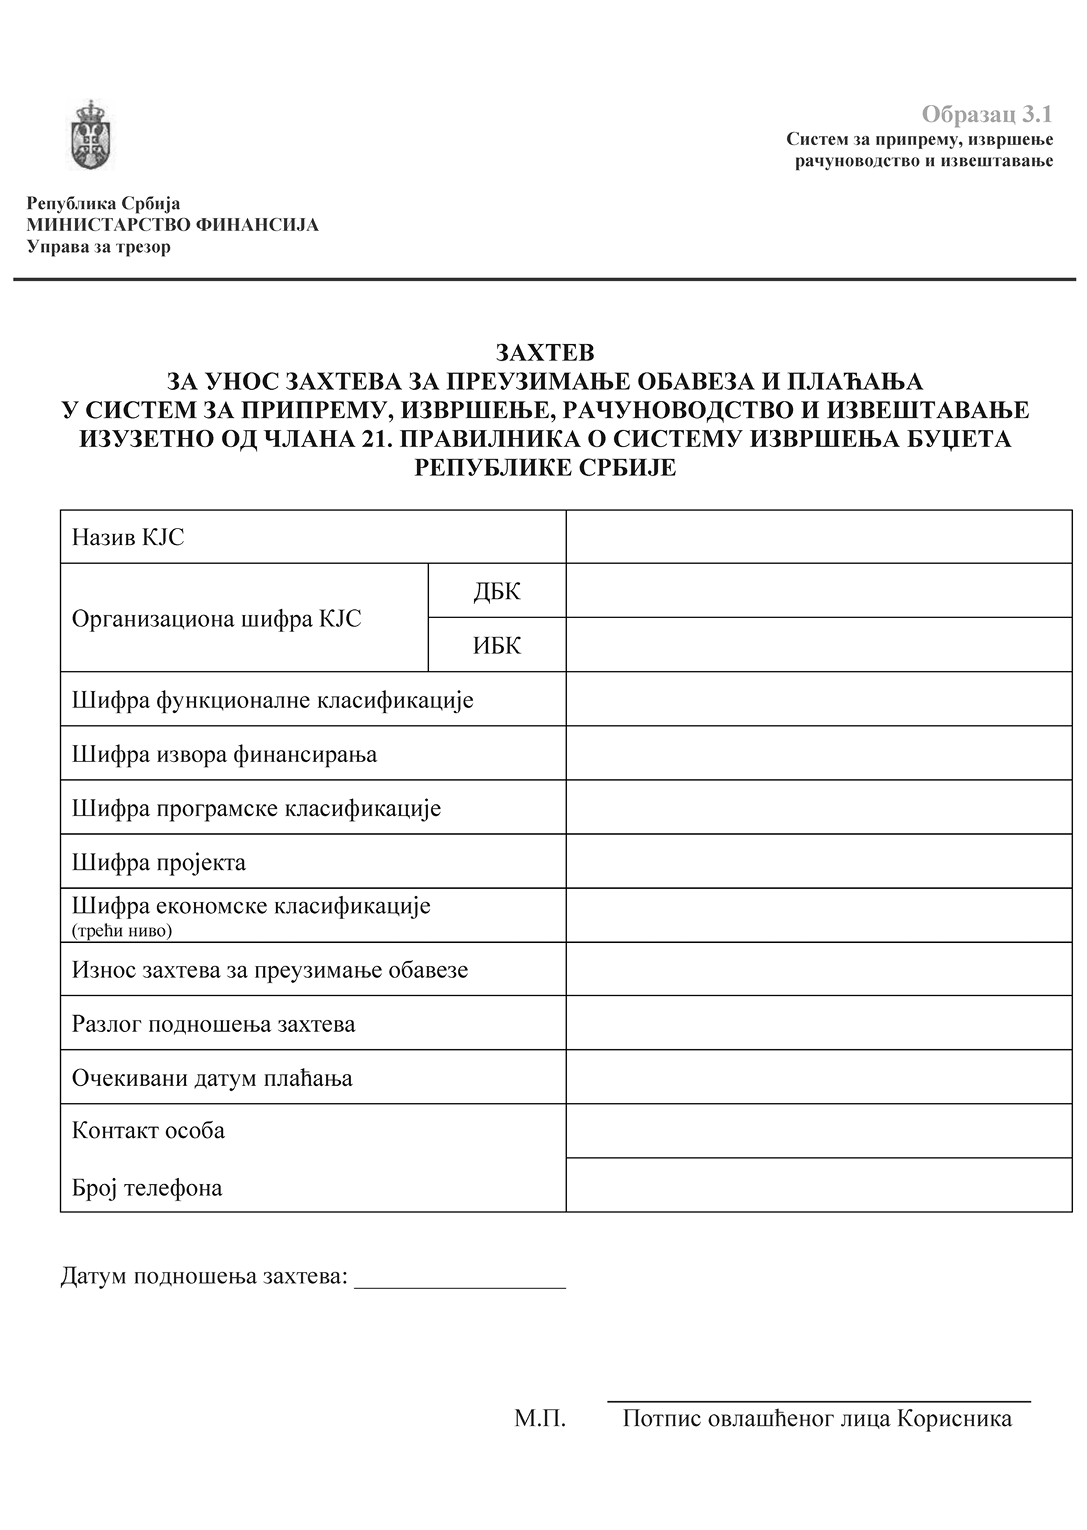 Образац 3.1
Систем за припрему, извршење
рачуноводство и извештавање
Република Србија
МИНИСТАРСТВО ФИНАНСИЈА
Управа за трезор
ЗАХТЕВ
ЗА УНОС ЗАХТЕВА ЗА ПРЕУЗИМАЊЕ ОБАВЕЗА И ПЛАЋАЊА
У СИСТЕМ ЗА ПРИПРЕМУ, ИЗВРШЕЊЕ, РАЧУНОВОДСТВО И ИЗВЕШТАВАЊЕ
ИЗУЗЕТНО ОД ЧЛАНА 21. ПРАВИЛНИКА О СИСТЕМУ ИЗВРШЕЊА БУЏЕТА
РЕПУБЛИКЕ СРБИЈЕ
Назив КЈС
Организациона шифра КЈС
ДБК
ИБК
Шифра функционалне класификације
Шифра извора финансирања
Шифра програмске класификације
Шифра пројекта
Шифра економске класификације
(трећи ниво)
Износ захтева за преузимање обавезе
Разлог подношења захтева
Очекивани датум плаћања
Контакт особа
Број телефона
Датум подношења захтева: _________________
М.П.
Потпис овлашћеног лица Корисника